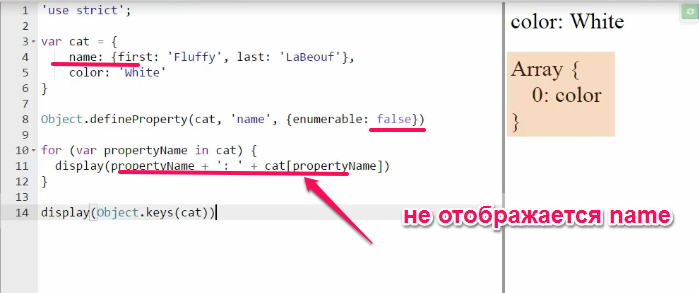 1 'use strict';
2
3 var cat = {
4 name: {first: 'Fluffy', last: 'LaBeouf'},
5 color: 'White'
6 }
7
8 Object.defineProperty(cat, 'name', {enumerable: false})
9
10 for (var propertyName in cat) {
11 display(propertyName + ': ' + cat[propertyName])
12 }
13
14 display(Object.keys(cat))
не отображается name
color: White
Array {
0: color
}